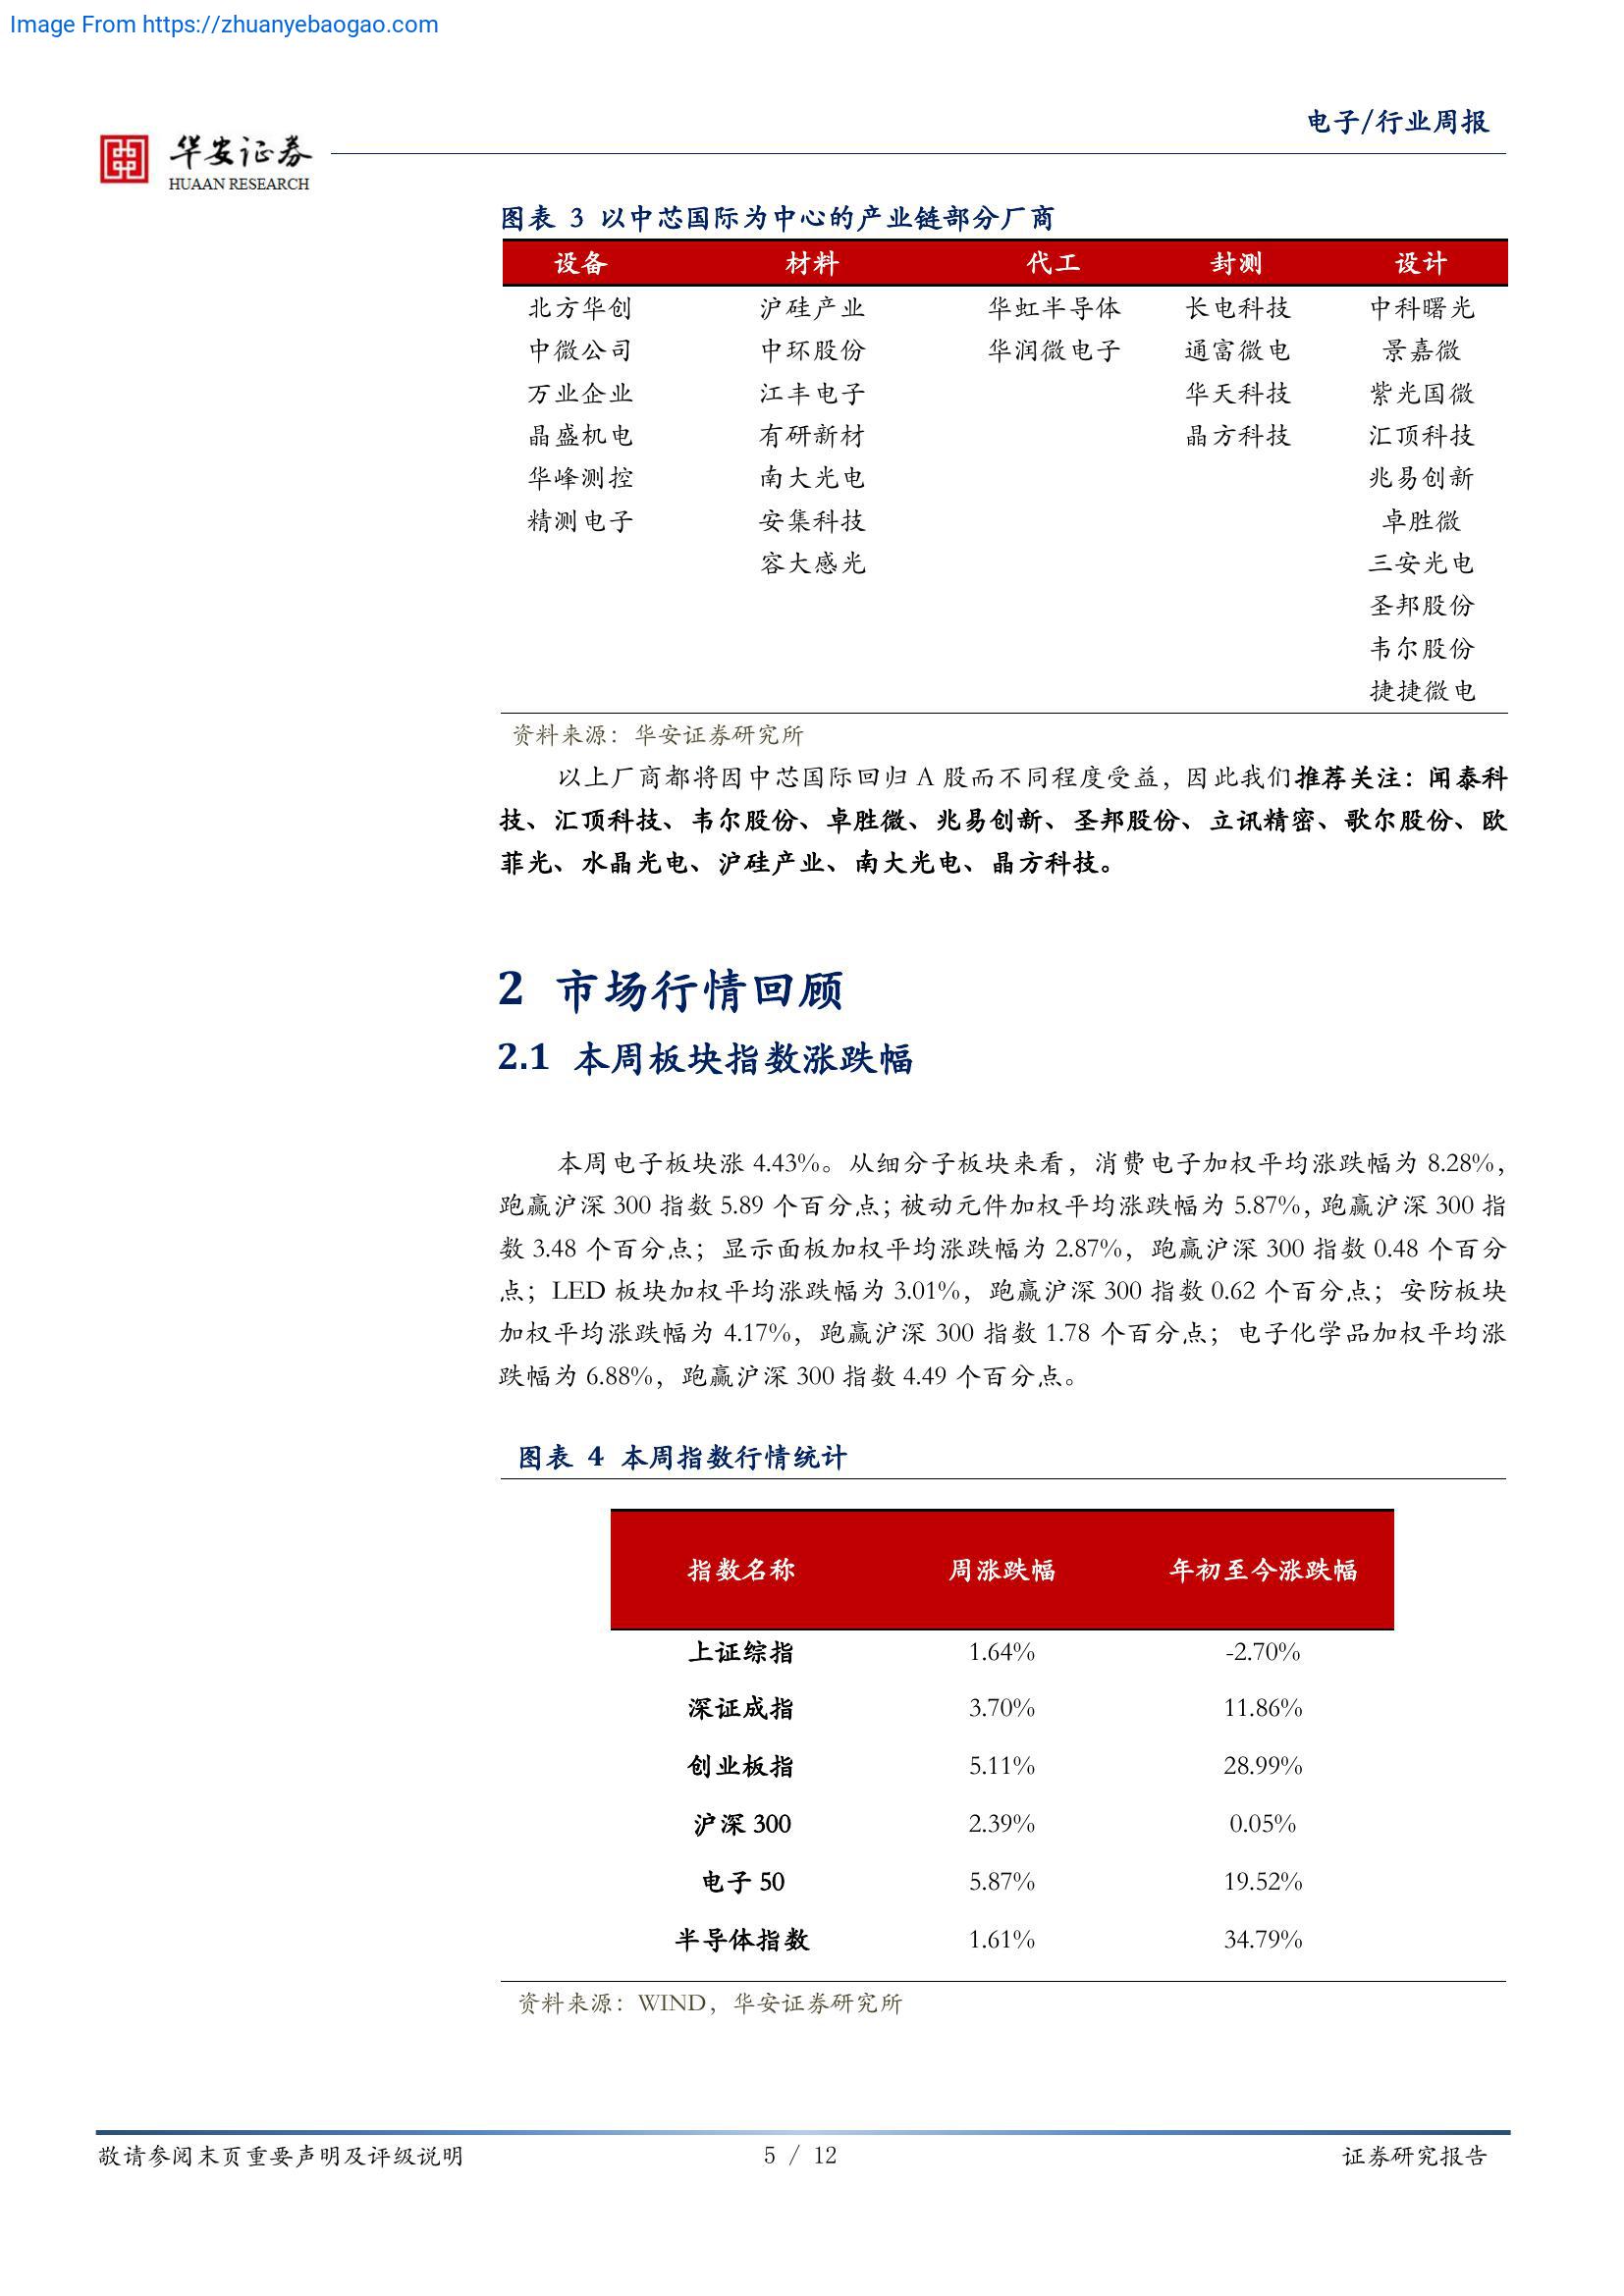 Image From https://zhuanyebaogao.com
电子/行业周报
华安证券
HUAAN RESEARCH
图表 3 以中芯国际为中心的产业链部分厂商
设备 材料 代工 封测 设计
北方华创 沪硅产业 华虹半导体 长电科技 中科曙光
中微公司 中环股份 华润微电子 通富微电 景嘉微
万业企业 江丰电子 华天科技 紫光国微
晶盛机电 有研新材 晶方科技 汇顶科技
华峰测控 南大光电 兆易创新
精测电子 安集科技 卓胜微
容大感光 三安光电
圣邦股份
韦尔股份
捷捷微电
资料来源：华安证券研究所
以上厂商都将因中芯国际回归 A 股而不同程度受益，因此我们推荐关注：闻泰科
技、汇顶科技、韦尔股份、卓胜微、兆易创新、圣邦股份、立讯精密、歌尔股份、欧
菲光、水晶光电、沪硅产业、南大光电、晶方科技。
2 市场行情回顾
2.1 本周板块指数涨跌幅
本周电子板块涨 4.43%。从细分子板块来看，消费电子加权平均涨跌幅为 8.28%，
跑赢沪深 300 指数 5.89 个百分点；被动元件加权平均涨跌幅为 5.87%，跑赢沪深 300 指
数 3.48 个百分点；显示面板加权平均涨跌幅为 2.87%，跑赢沪深 300 指数 0.48 个百分
点；LED 板块加权平均涨跌幅为 3.01%，跑赢沪深 300 指数 0.62 个百分点；安防板块
加权平均涨跌幅为 4.17%，跑赢沪深 300 指数 1.78 个百分点；电子化学品加权平均涨
跌幅为 6.88%，跑赢沪深 300 指数 4.49 个百分点。
图表 4 本周指数行情统计
指数名称 周涨跌幅 年初至今涨跌幅
上证综指 1.64% -2.70%
深证成指 3.70% 11.86%
创业板指 5.11% 28.99%
沪深 300 2.39% 0.05%
电子 50 5.87% 19.52%
半导体指数 1.61% 34.79%
资料来源：WIND，华安证券研究所
敬请参阅末页重要声明及评级说明 5 / 12 证券研究报告